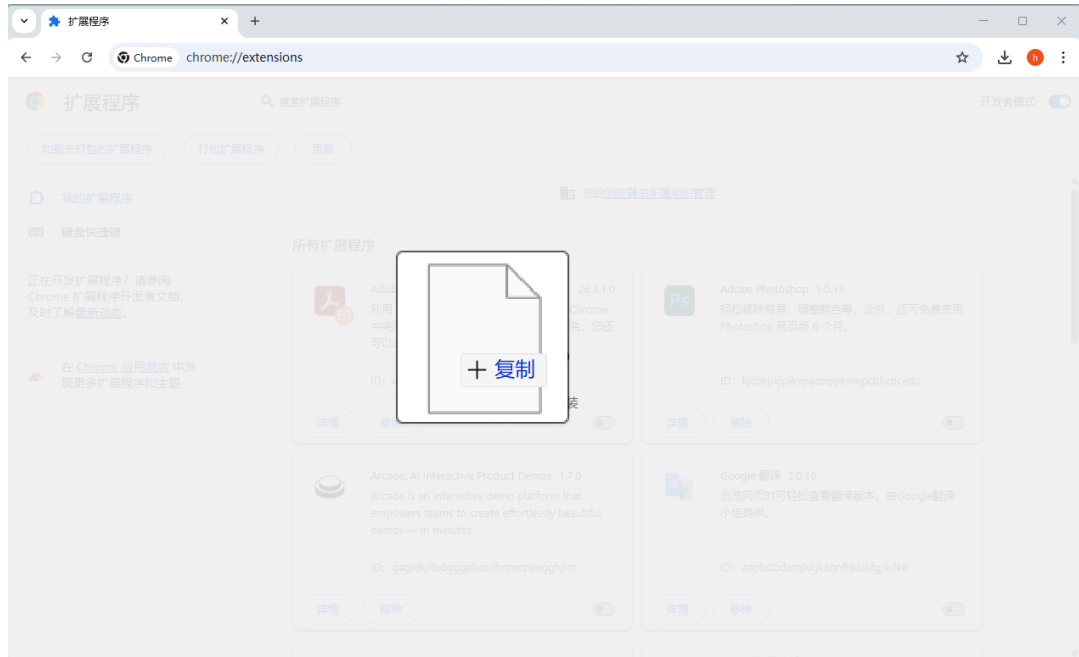 扩展程序
Chrome chrome://extensions
h
扩展程序
搜索扩展程序
开发者模式
加载未打包的扩展程序 打包扩展程序 更新
我的扩展程序
键盘快捷键
正在开发扩展程序？请参阅
Chrome 扩展程序开发者文档，
及时了解最新动态。
在 Chrome 应用商店 中发
现更多扩展程序和主题
您的浏览器由所属组织管理
所有扩展程序
Adob 26.1.1.0
利用 Chrome
中完 名，您还
可以
ID：
详情 移除
复制
装
Adobe Photoshop 1.0.13
轻松移除背景、调整颜色等。此外，还可免费使用
Photoshop 网页版 6 个月。
ID： kjchkpkjpiloipaonppkmepcbhcncedo
详情 移除
Arcade: AI Interactive Product Demos 1.7.0
Arcade is an interactive demo platform that
empowers teams to create effortlessly beautiful
demos — in minutes
ID： gagidkjllbdgggpboolfnmdpeagghjlm
详情 移除
Google 翻译 2.0.16
浏览网页时可轻松查看翻译版本。由Google翻译
小组提供。
ID： aapbdbdomjkkjkaonfhkkikfgjllcleb
详情 移除